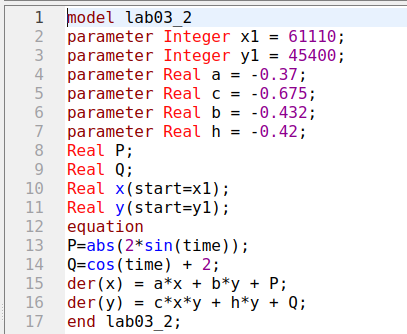 1 model lab03_2
2 parameter Integer x1 = 61110;
3 parameter Integer y1 = 45400;
4 parameter Real a = -0.37;
5 parameter Real c = -0.675;
6 parameter Real b = -0.432;
7 parameter Real h = -0.42;
8 Real P;
9 Real Q;
10 Real x(start=x1);
11 Real y(start=y1);
12 equation
13 P=abs(2*sin(time));
14 Q=cos(time) + 2;
15 der(x) = a*x + b*y + P;
16 der(y) = c*x*y + h*y + Q;
17 end lab03_2;